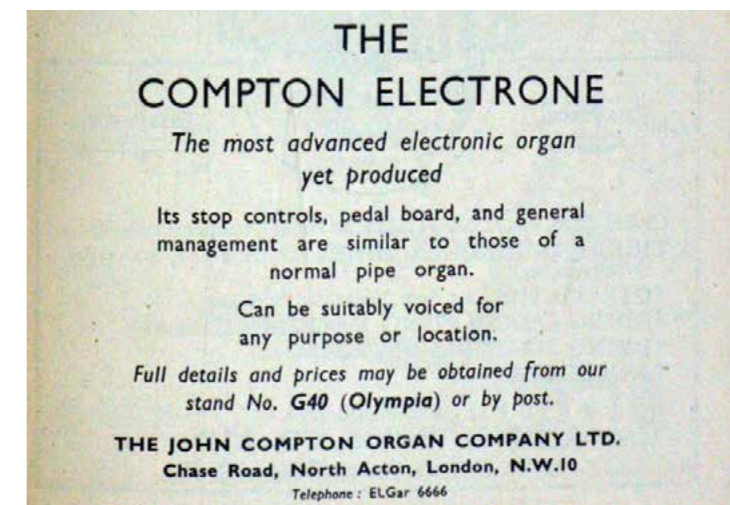 THE
COMPTON ELECTRONE
The most advanced electronic organ
yet produced
Its stop controls, pedal board, and general
management are similar to those of a
normal pipe organ.
Can be suitably voiced for
any purpose or location.
Full details and prices may be obtained from our
stand No. G40 (Olympia) or by post.
THE JOHN COMPTON ORGAN COMPANY LTD.
Chase Road, North Acton, London, N.W.10
Telephone : ELGar 6666